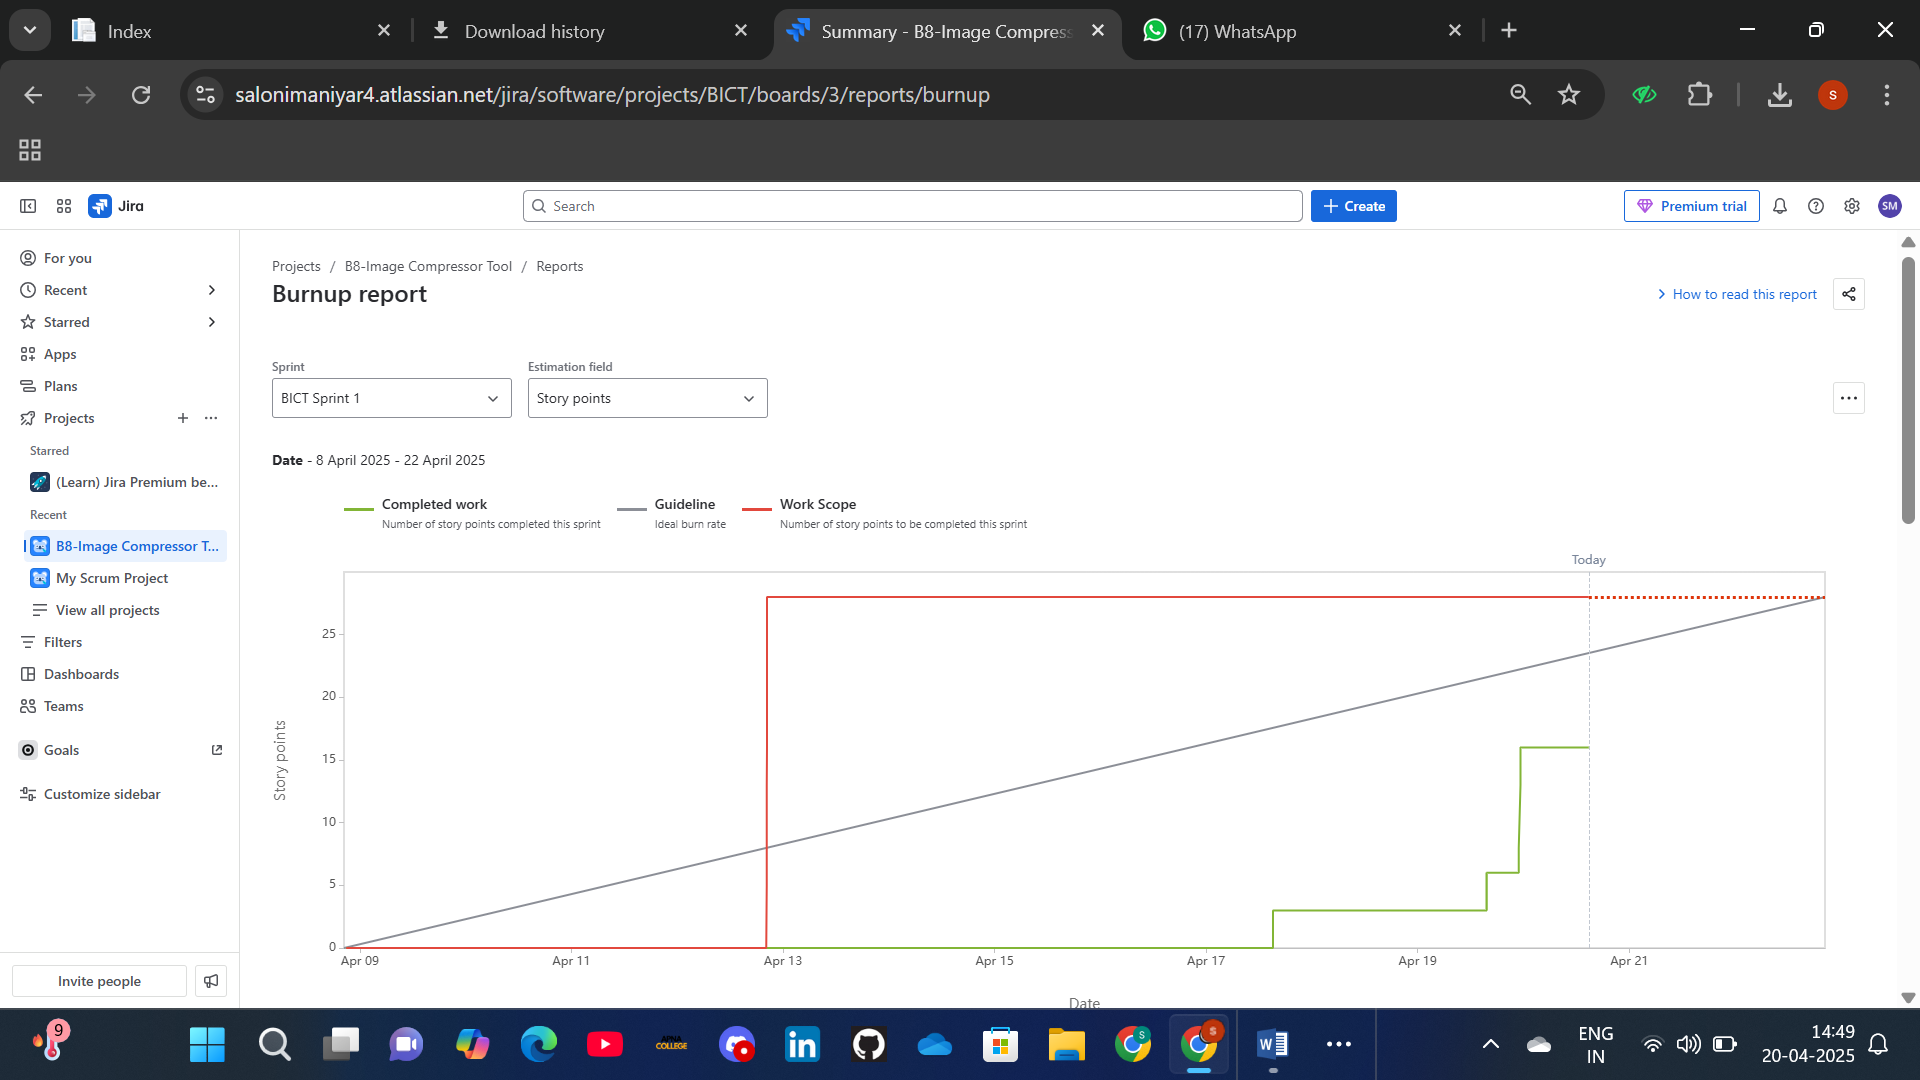 Index
Download history
Summary - B8-Image Compress
(17) WhatsApp
salonimaniyar4.atlassian.net/jira/software/projects/BICT/boards/3/reports/burnup
S
Jira
Search
Create
Premium trial
SM
For you
Recent
Starred
Apps
Plans
Projects
Starred
(Learn) Jira Premium be...
Recent
B8-Image Compressor T...
My Scrum Project
View all projects
Filters
Dashboards
Teams
Goals
Customize sidebar
Invite people
Projects / B8-Image Compressor Tool / Reports
Burnup report
How to read this report
Sprint
Estimation field
BICT Sprint 1
Story points
Date - 8 April 2025 - 22 April 2025
Completed work
Number of story points completed this sprint
Guideline
Ideal burn rate
Work Scope
Number of story points to be completed this sprint
Today
25
20
15
10
5
0
Story points
Apr 09
Apr 11
Apr 13
Apr 15
Apr 17
Apr 19
Apr 21
Date
9
APNA
COLLEGE
S
S
ENG
IN
14:49
20-04-2025